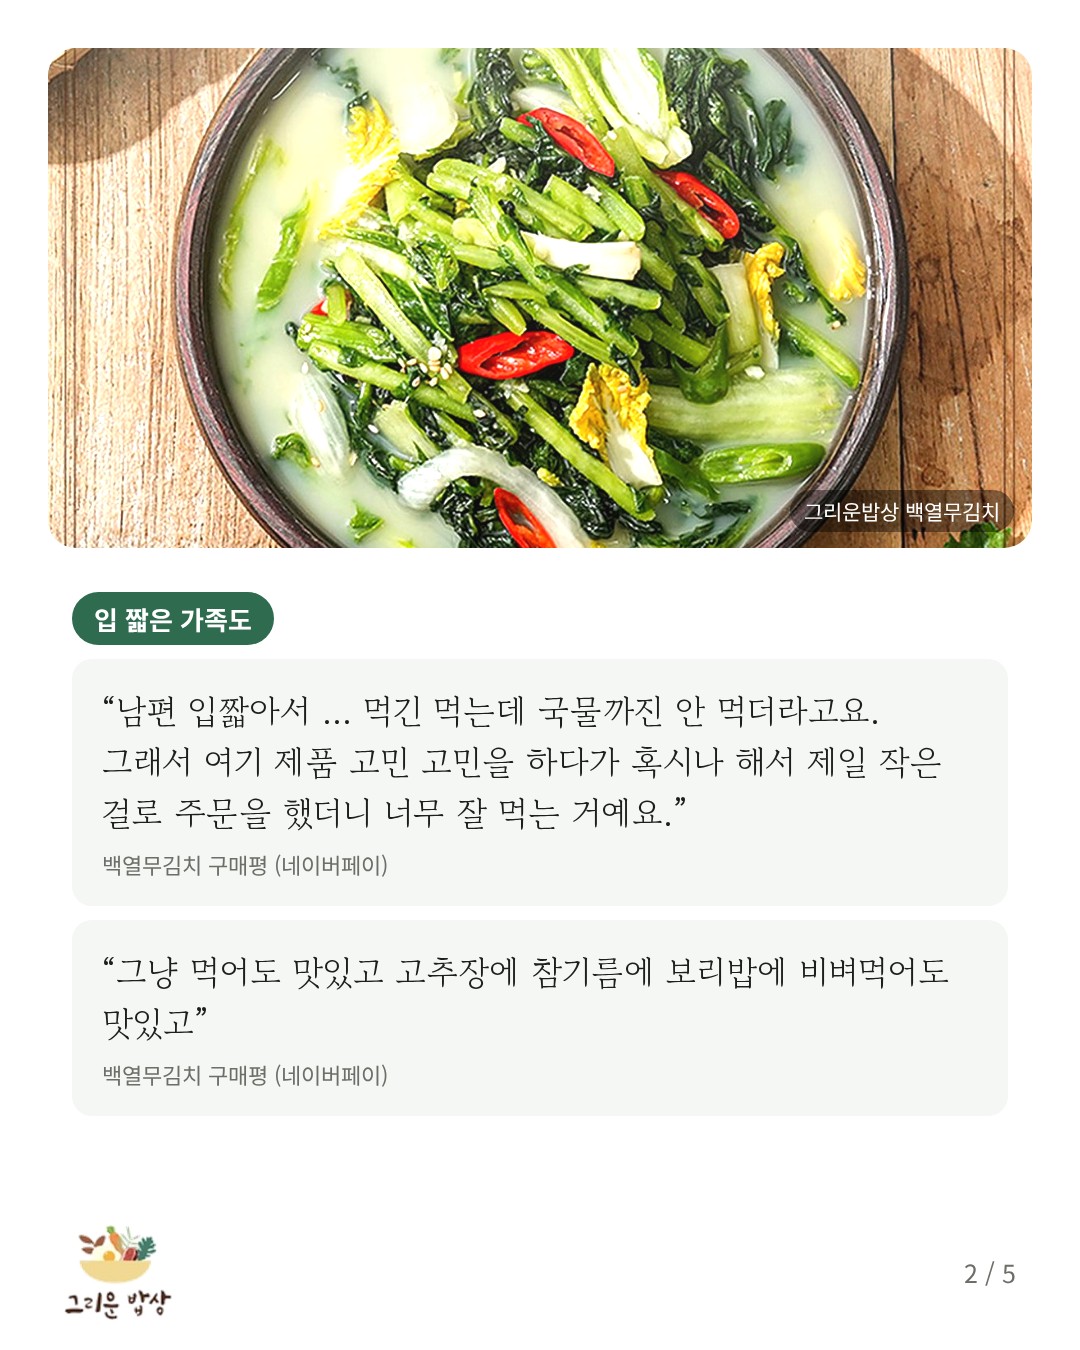 그리운밥상 백열무김치
입 짧은 가족도
“남편 입짧아서 ... 먹긴 먹는데 국물까진 안 먹더라고요.
그래서 여기 제품 고민 고민을 하다가 혹시나 해서 제일 작은
걸로 주문을 했더니 너무 잘 먹는 거예요.”
백열무김치 구매평 (네이버페이)
“그냥 먹어도 맛있고 고추장에 참기름에 보리밥에 비벼먹어도
맛있고”
백열무김치 구매평 (네이버페이)
그리운 밥상
2 / 5